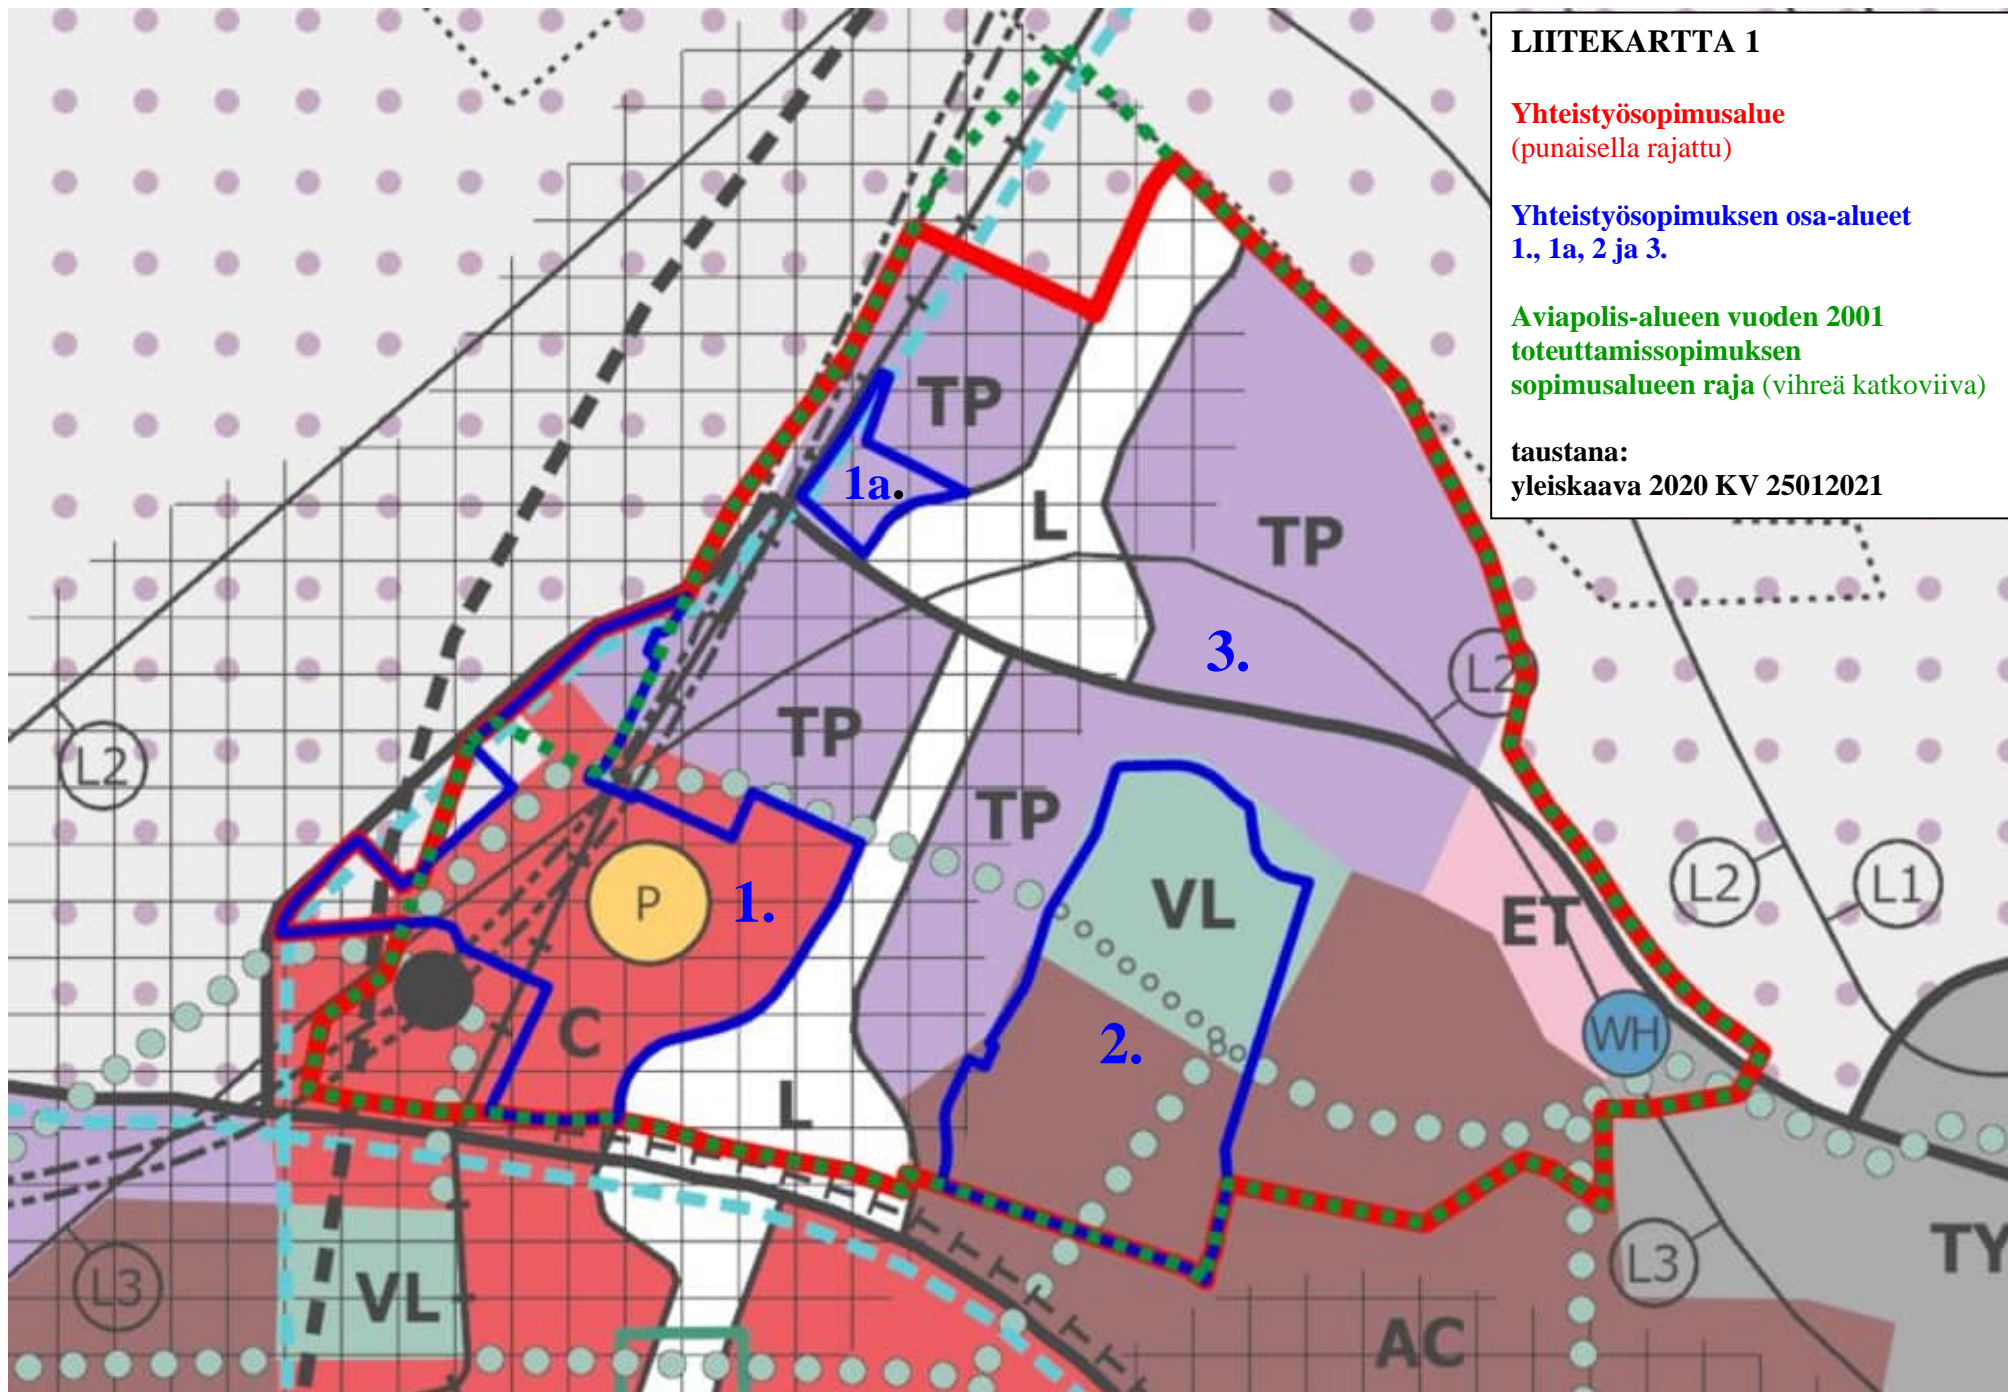 LIITEKARTTA 1
Yhteistyösopimusalue
(punaisella rajattu)
Yhteistyösopimuksen osa-alueet
1., 1a, 2 ja 3.
Aviapolis-alueen vuoden 2001
toteuttamissopimuksen
sopimusalueen raja (vihreä katkoviiva)
taustana:
yleiskaava 2020 KV 25012021
TP
1a.
L
TP
3.
L2
L2
TP
TP
P
1.
VL
ET
L2
L1
C
2.
WH
L
L3
VL
L3
TY
AC